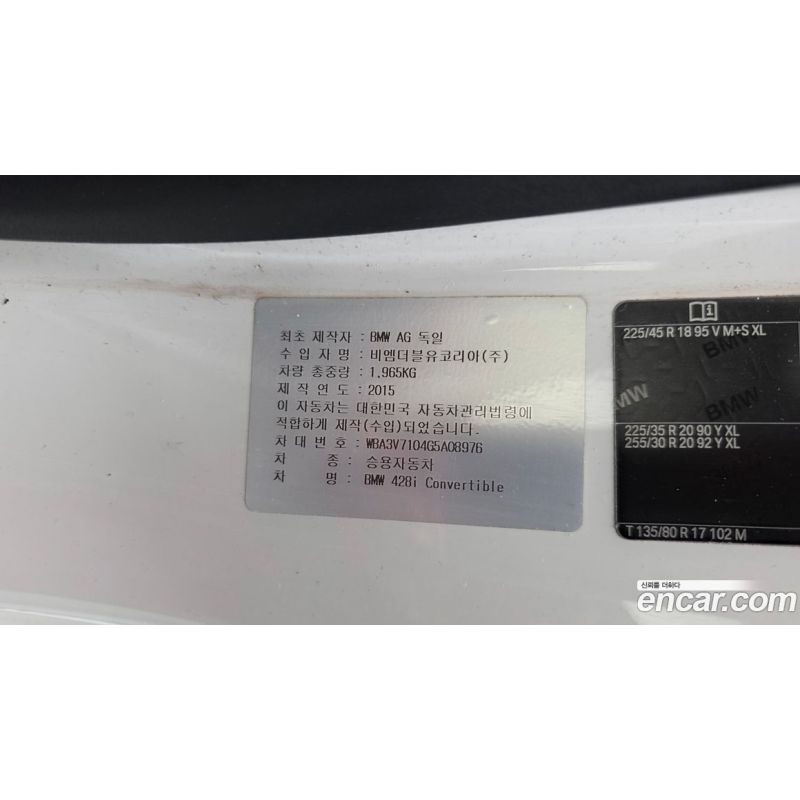 최초 제작자 : BMW AG 독일
수 입 자 명 : 비엠더블유코리아(주)
차량 총중량 : 1,965KG
제 작 연 도 : 2015
이 자동차는 대한민국 자동차관리법령에
적합하게 제작(수입)되었습니다.
차 대 번 호 : WBA3V7104G5A08976
차 종 : 승용자동차
차 명 : BMW 428i Convertible
225/45 R 18 95 V M+S XL
BMW
BMW
BMW
225/35 R 20 90 Y XL
255/30 R 20 92 Y XL
T 135/80 R 17 102 M
신뢰를 더하다
encar.com